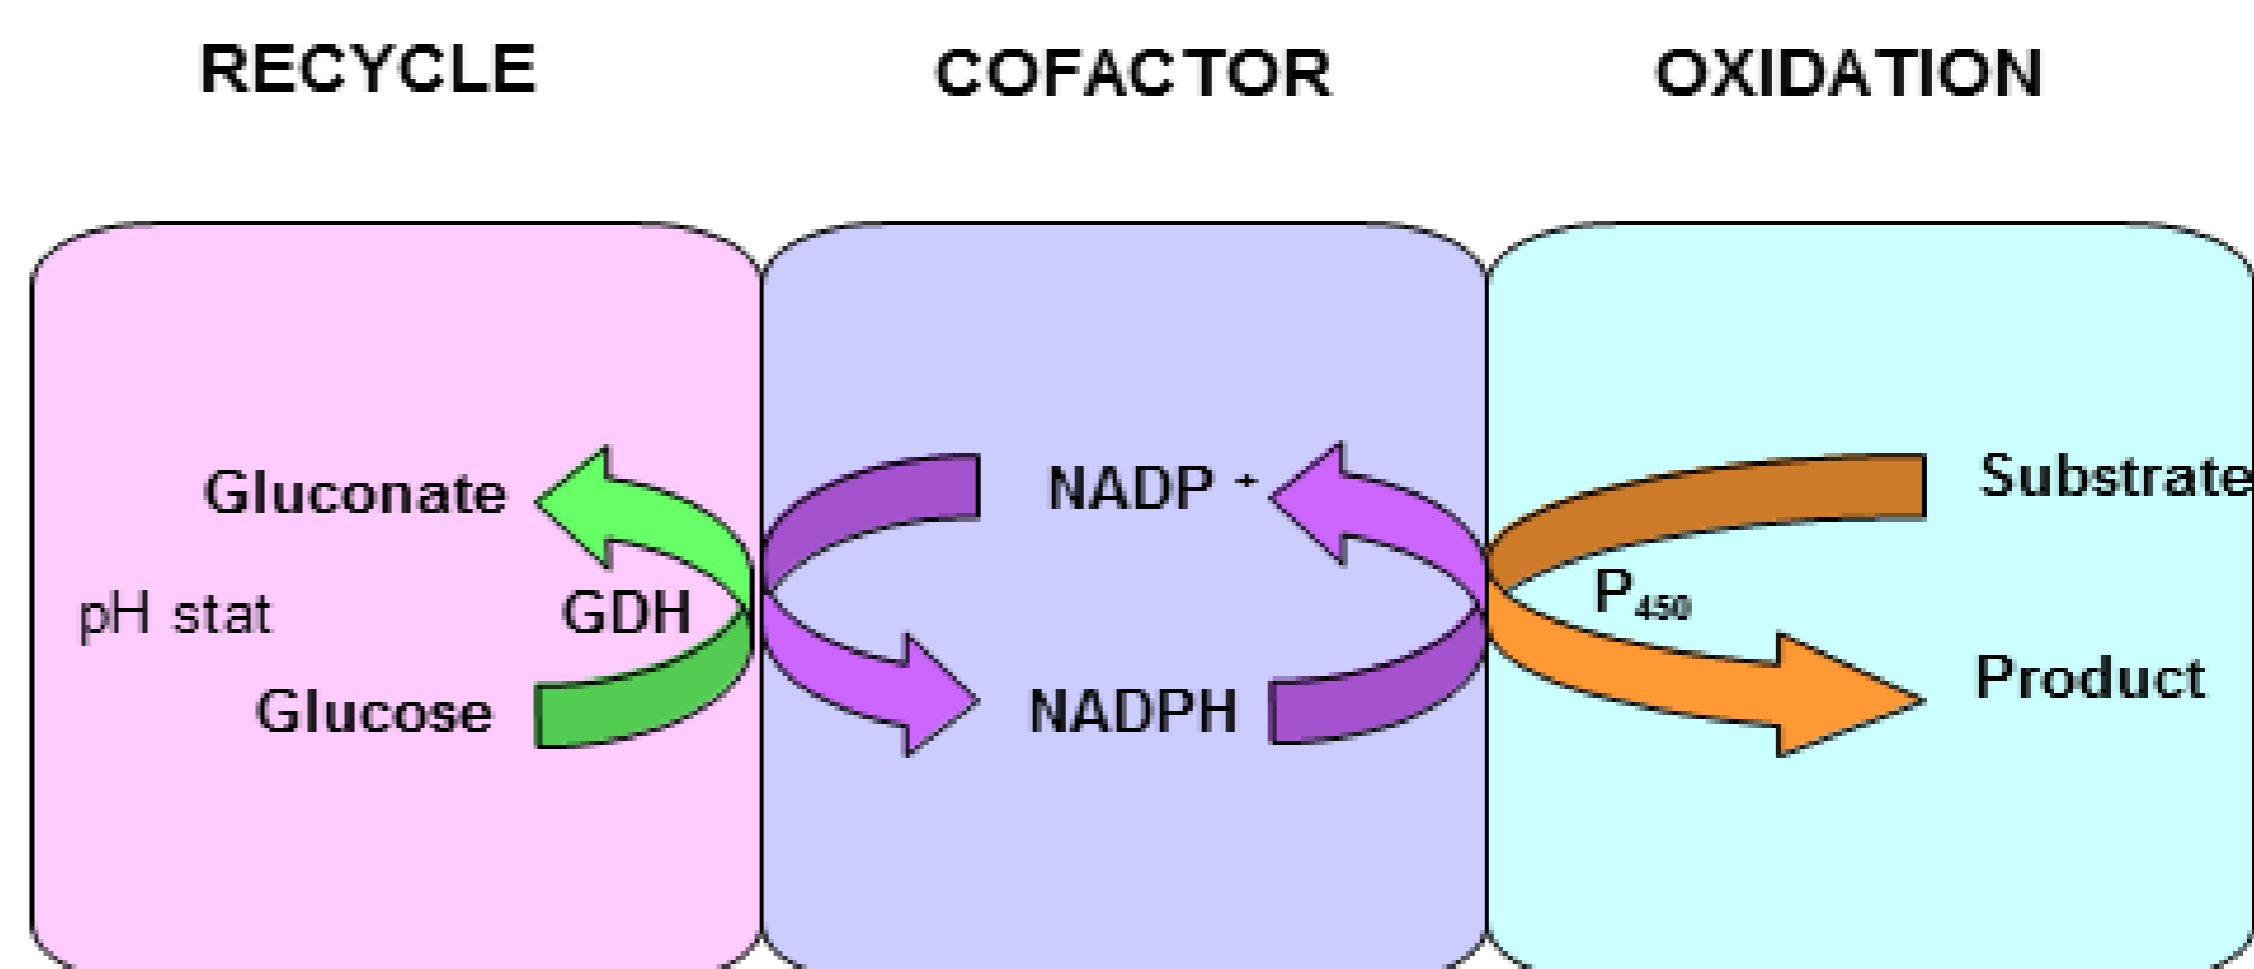 RECYCLE
COFACTOR
OXIDATION
Gluconate
NADP +
Substrate
pH stat
GDH
P450
Glucose
NADPH
Product